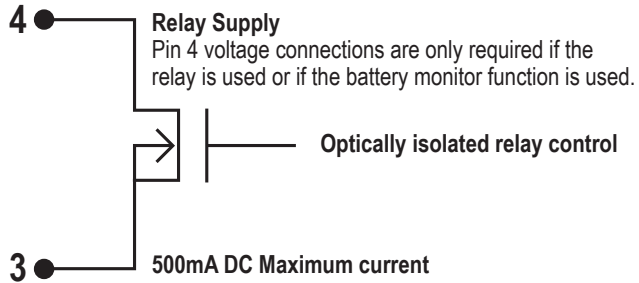 4 Relay Supply
Pin 4 voltage connections are only required if the
relay is used or if the battery monitor function is used.
Optically isolated relay control
3 500mA DC Maximum current